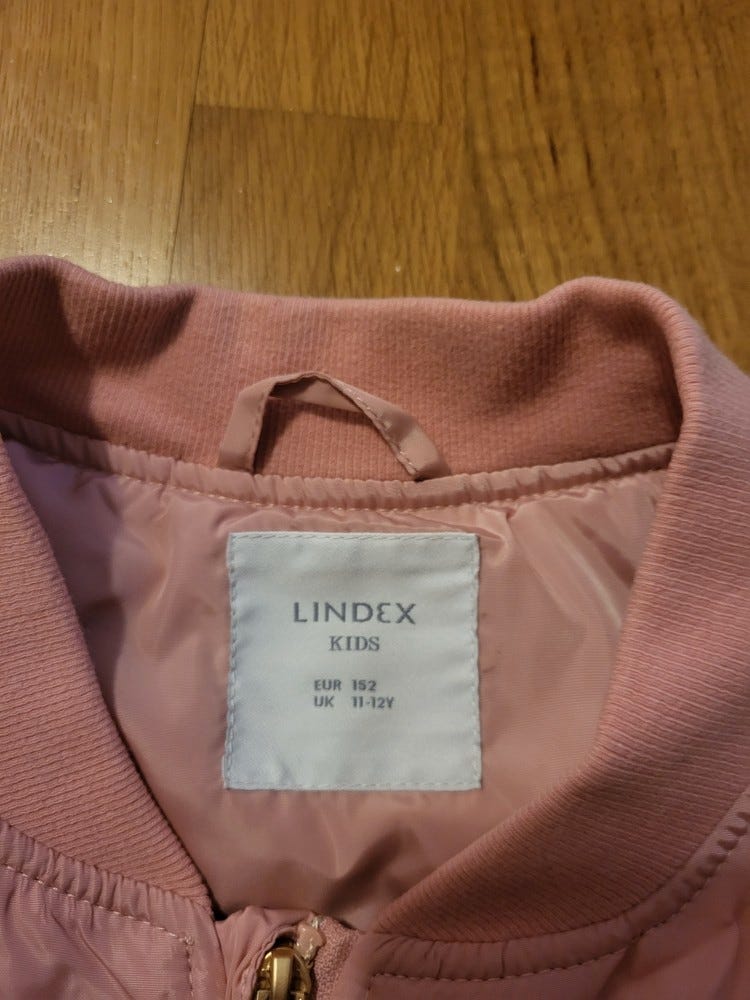 LINDEX
KIDS
EUR 152
UK 11-12Y